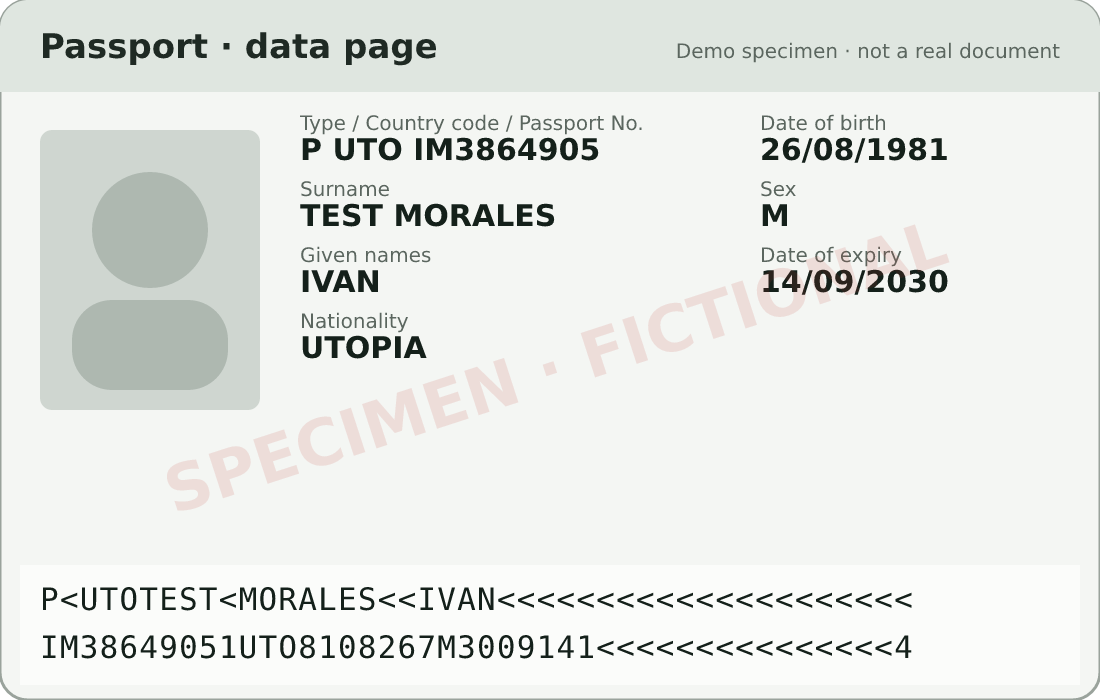 Passport · data page
Demo specimen · not a real document
Type / Country code / Passport No.
P UTO IM3864905
Date of birth
26/08/1981
Surname
TEST MORALES
Sex
M
Given names
IVAN
Date of expiry
14/09/2030
Nationality
UTOPIA
SPECIMEN · FICTIONAL
P<UTOTEST<MORALES<<IVAN<<<<<<<<<<<<<<<<<<<<<
IM38649051UTO8108267M3009141<<<<<<<<<<<<<<<4